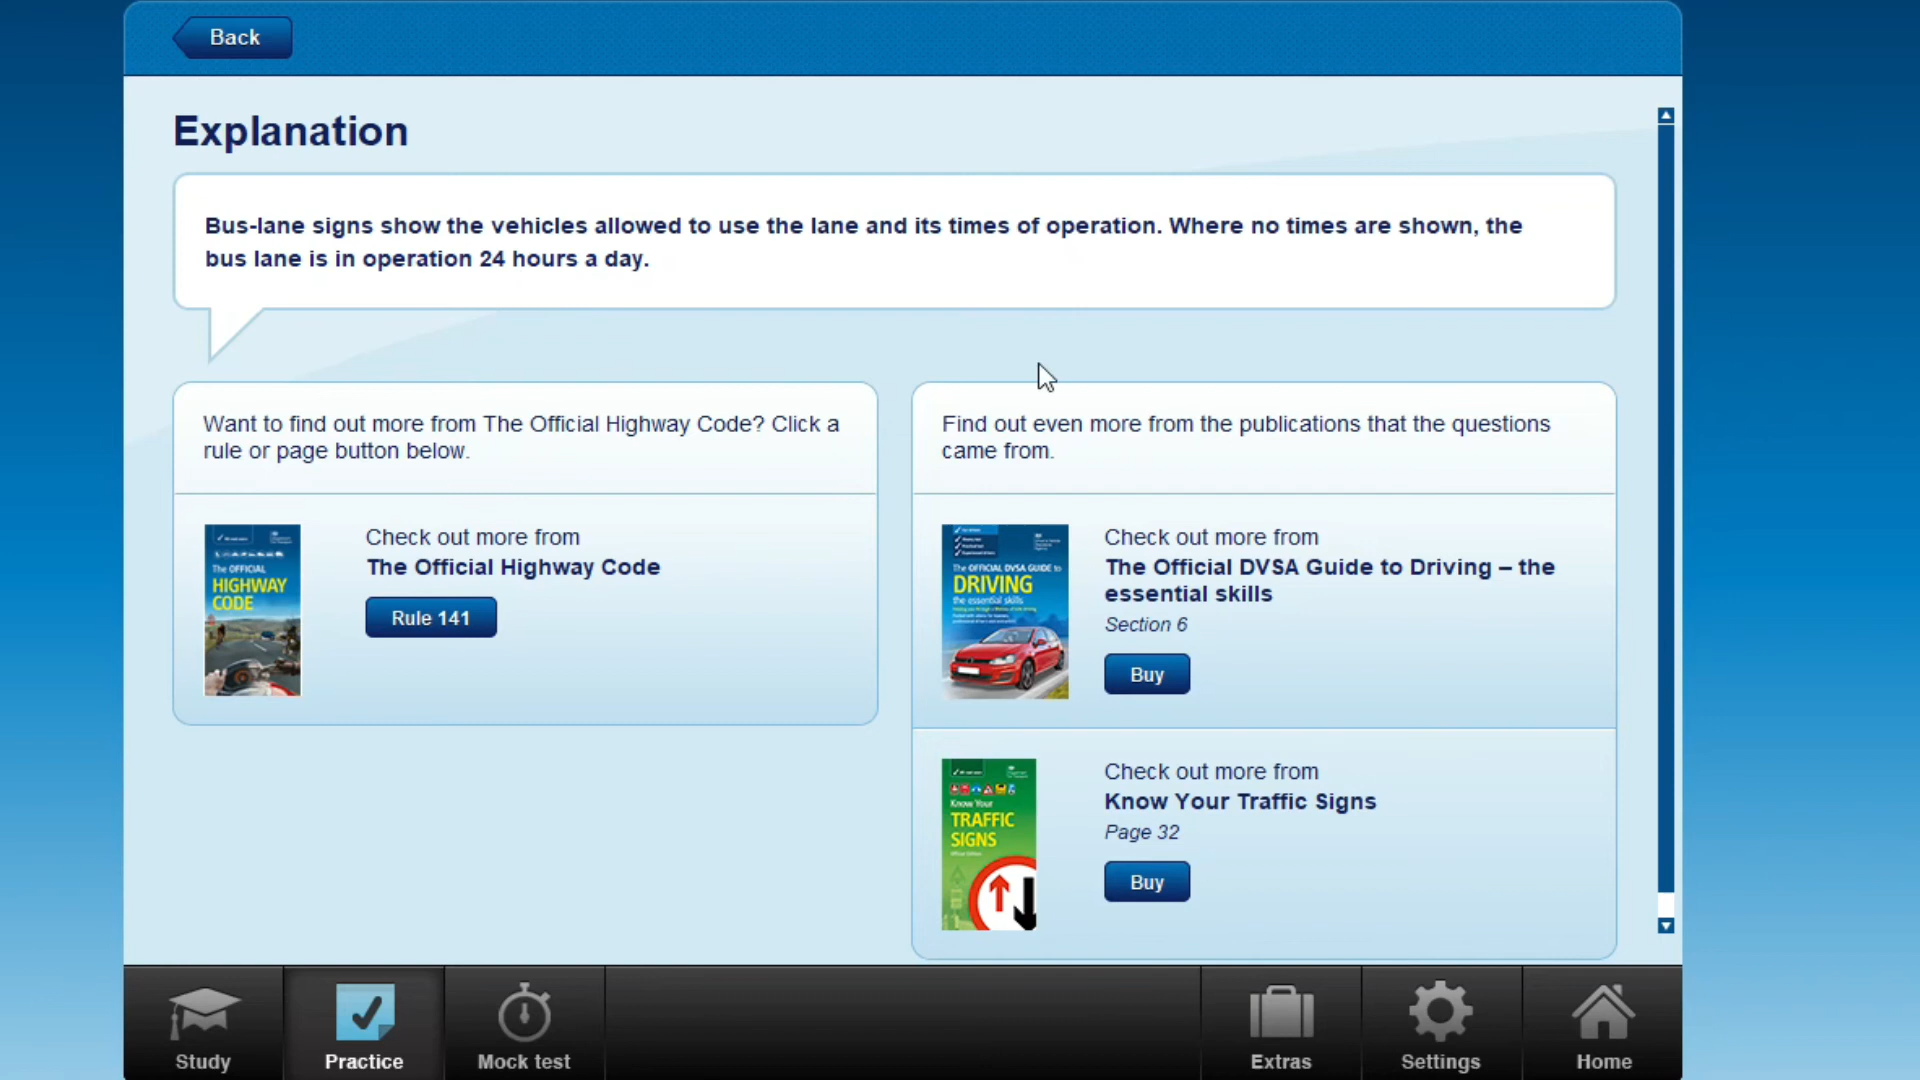 Back
Explanation
Bus-lane signs show the vehicles allowed to use the lane and its times of operation. Where no times are shown, the
bus lane is in operation 24 hours a day.
Want to find out more from The Official Highway Code? Click a
rule or page button below.
The OFFICIAL
HIGHWAY
CODE
Check out more from
The Official Highway Code
Rule 141
Find out even more from the publications that the questions
came from.
The OFFICIAL DVSA GUIDE to
DRIVING
the essential skills
Check out more from
The Official DVSA Guide to Driving – the
essential skills
Section 6
Buy
Know Your
TRAFFIC
SIGNS
Check out more from
Know Your Traffic Signs
Page 32
Buy
Study
Practice
Mock test
Extras
Settings
Home